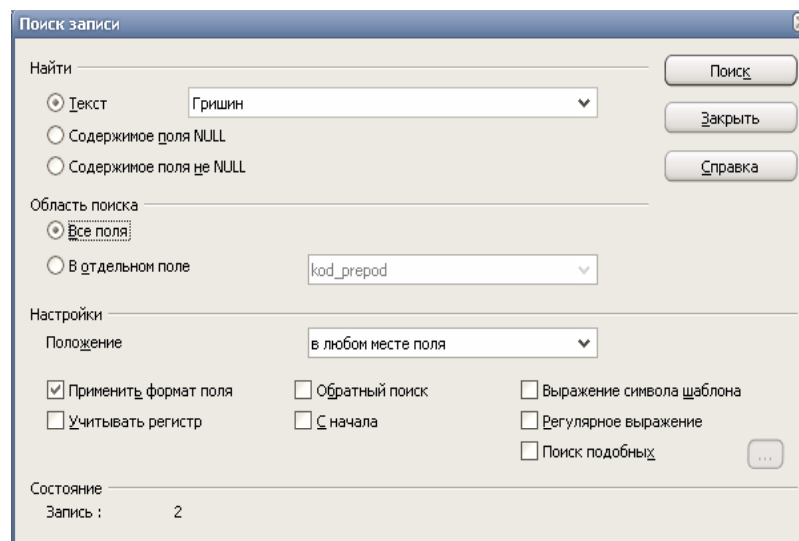 Поиск записи
Найти
Поиск
Текст Гришин
Содержимое поля NULL
Закрыть
Содержимое поля не NULL
Справка
Область поиска
Все поля
В отдельном поле kod_prepod
Настройки
Положение в любом месте поля
Применить формат поля Обратный поиск Выражение символа шаблона
Учитывать регистр С начала Регулярное выражение
Поиск подобных ...
Состояние
Запись : 2